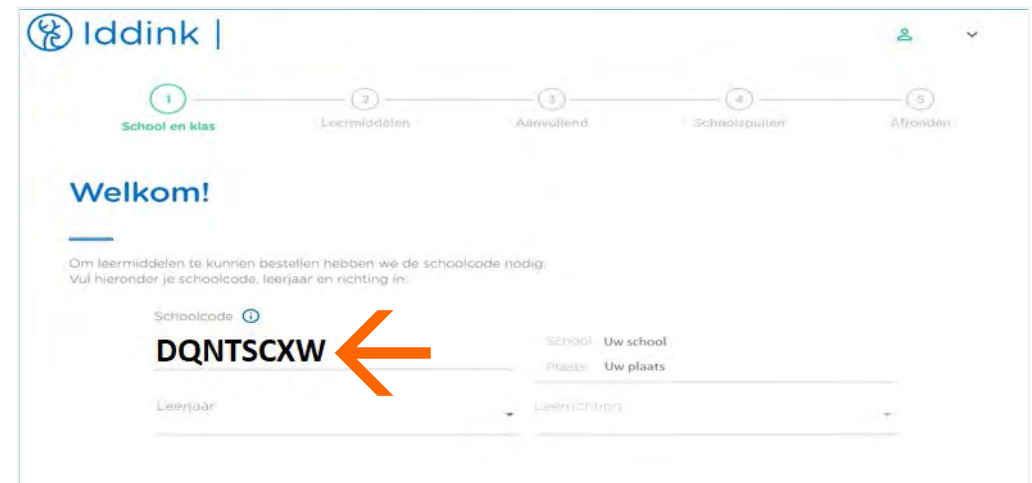 Iddink |
1 2 3 4 5
School en klas Leermiddelen Aanvullend Schoolspullen Afronden
Welkom!
Om leermiddelen te kunnen bestellen hebben we de schoolcode nodig.
Vul hieronder je schoolcode, leerjaar en richting in.
Schoolcode
DQNTSCXW
School Uw school
Plaats Uw plaats
Leerjaar Leerrichting